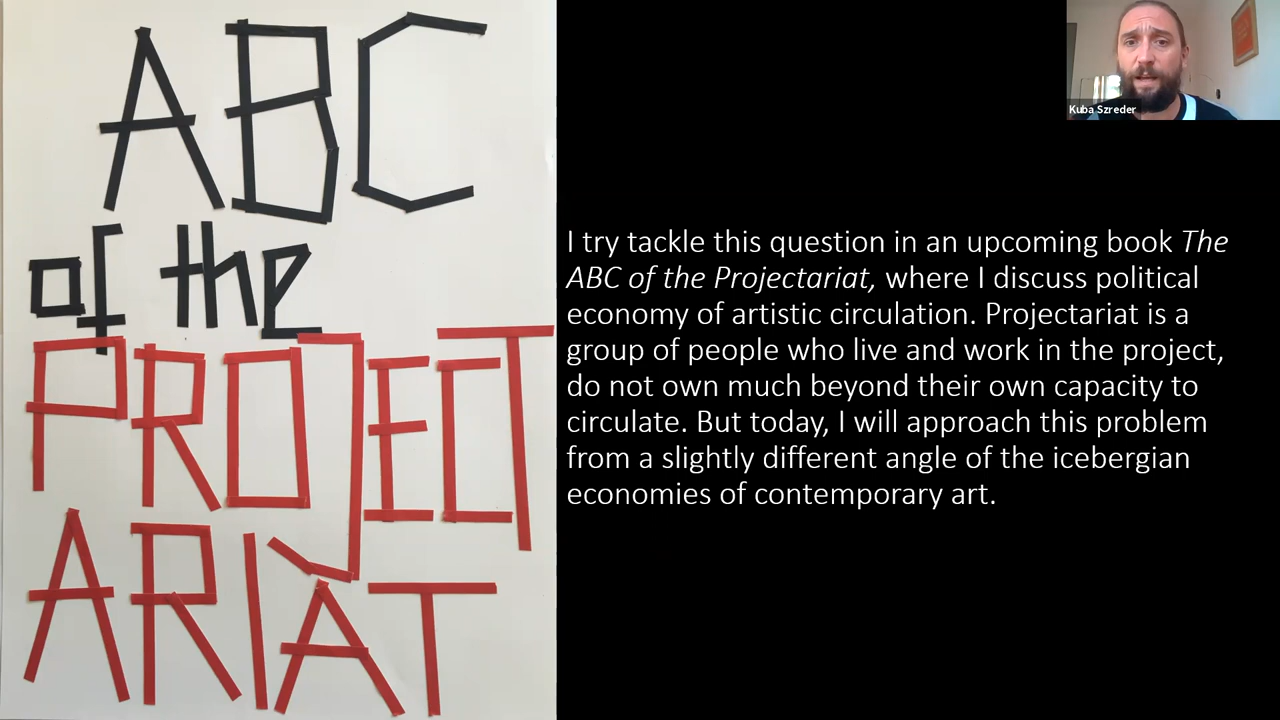 ABC
of the
PROJECT
ARIAT
Kuba Szreder
I try tackle this question in an upcoming book The
ABC of the Projectariat, where I discuss political
economy of artistic circulation. Projectariat is a
group of people who live and work in the project,
do not own much beyond their own capacity to
circulate. But today, I will approach this problem
from a slightly different angle of the icebergian
economies of contemporary art.